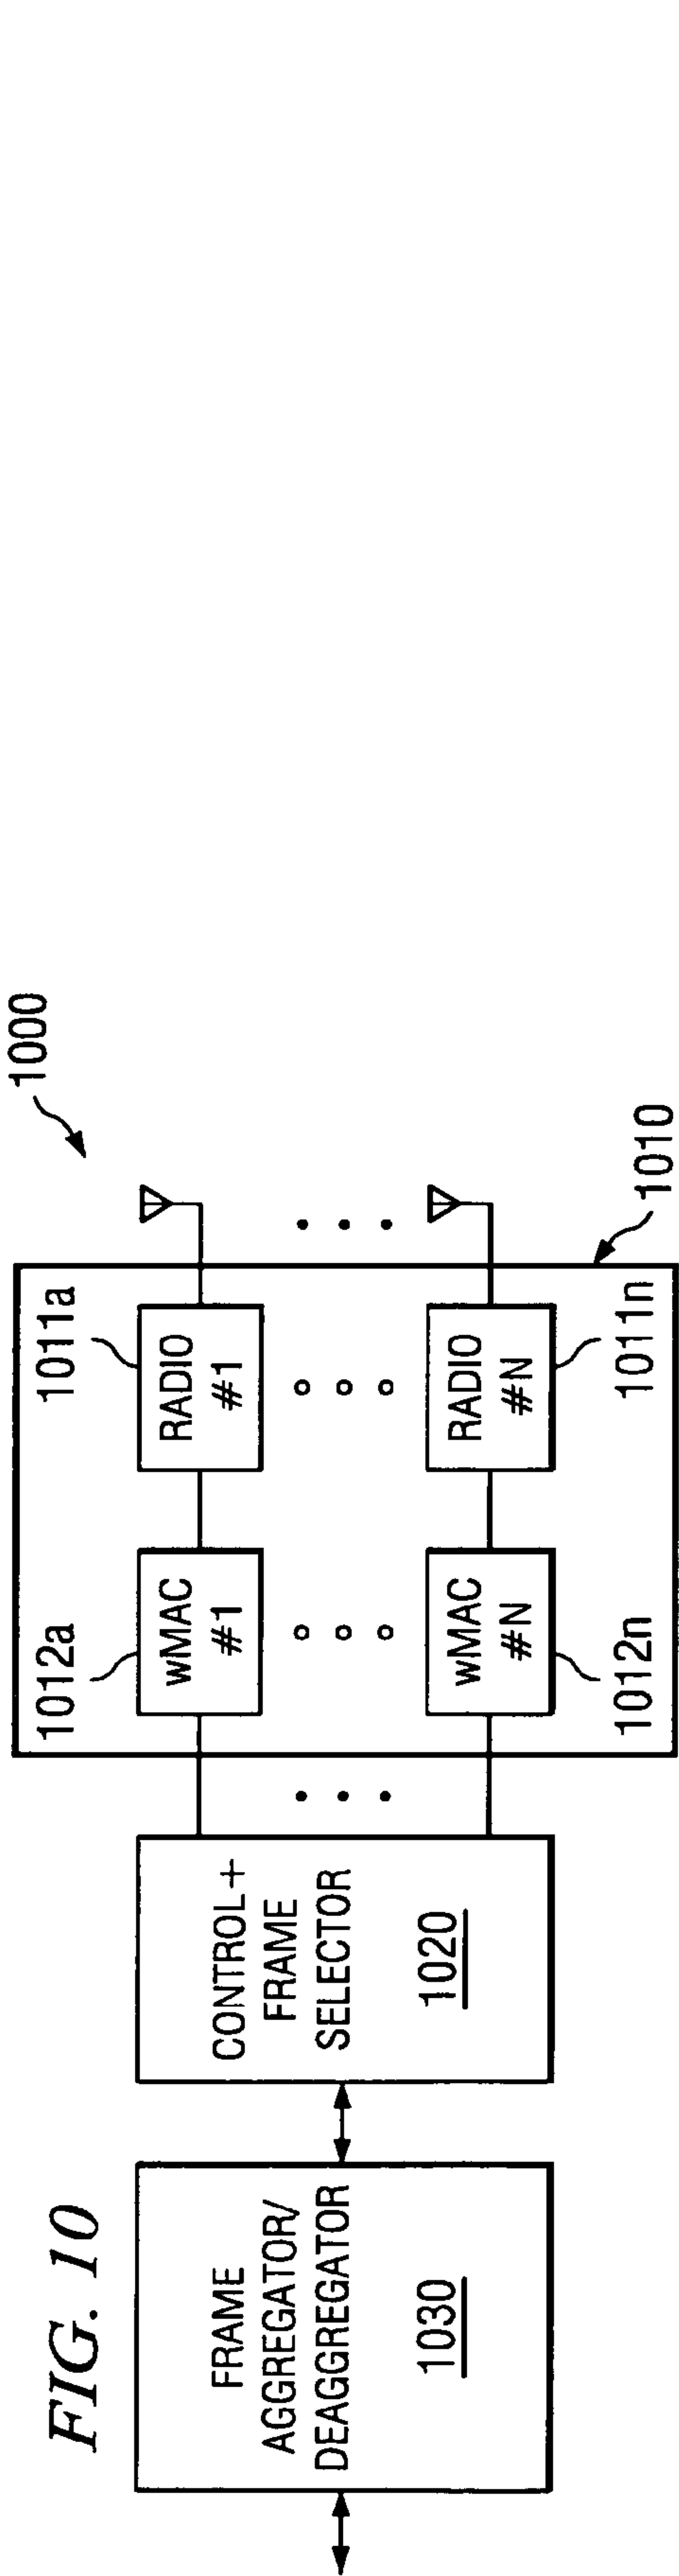 FIG. 10
1000
FRAME
AGGREGATOR/
DEAGGREGATOR
1030
CONTROL+
FRAME
SELECTOR
1020
1012a
wMAC
#1
1011a
RADIO
#1
wMAC
#N
1012n
RADIO
#N
1011n
1010